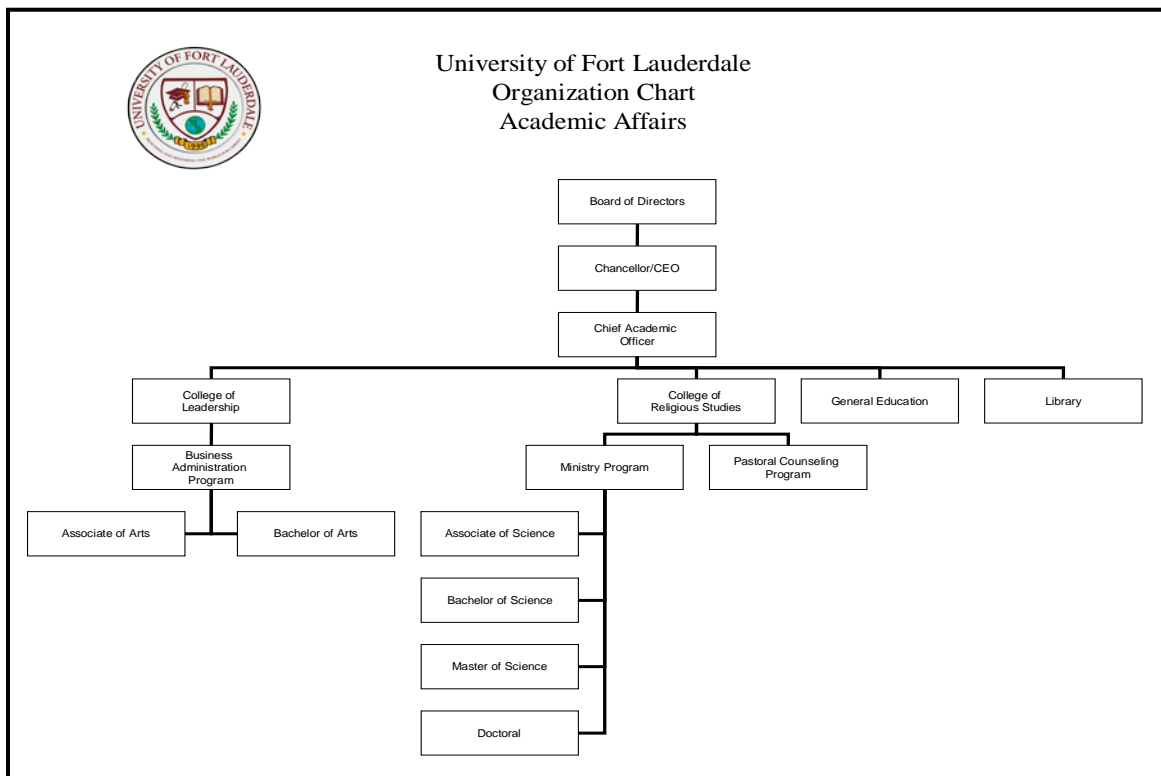 UNIVERSITY OF FORT LAUDERDALE
1995
University of Fort Lauderdale
Organization Chart
Academic Affairs
Board of Directors
Chancellor/CEO
Chief Academic
Officer
College of
Leadership
College of
Religious Studies
General Education
Library
Business
Administration
Program
Ministry Program
Pastoral Counseling
Program
Associate of Arts
Bachelor of Arts
Associate of Science
Bachelor of Science
Master of Science
Doctoral